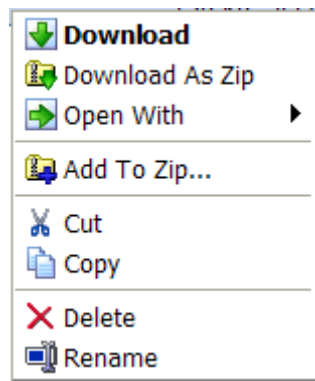 Download
Download As Zip
Open With
Add To Zip...
Cut
Copy
Delete
Rename